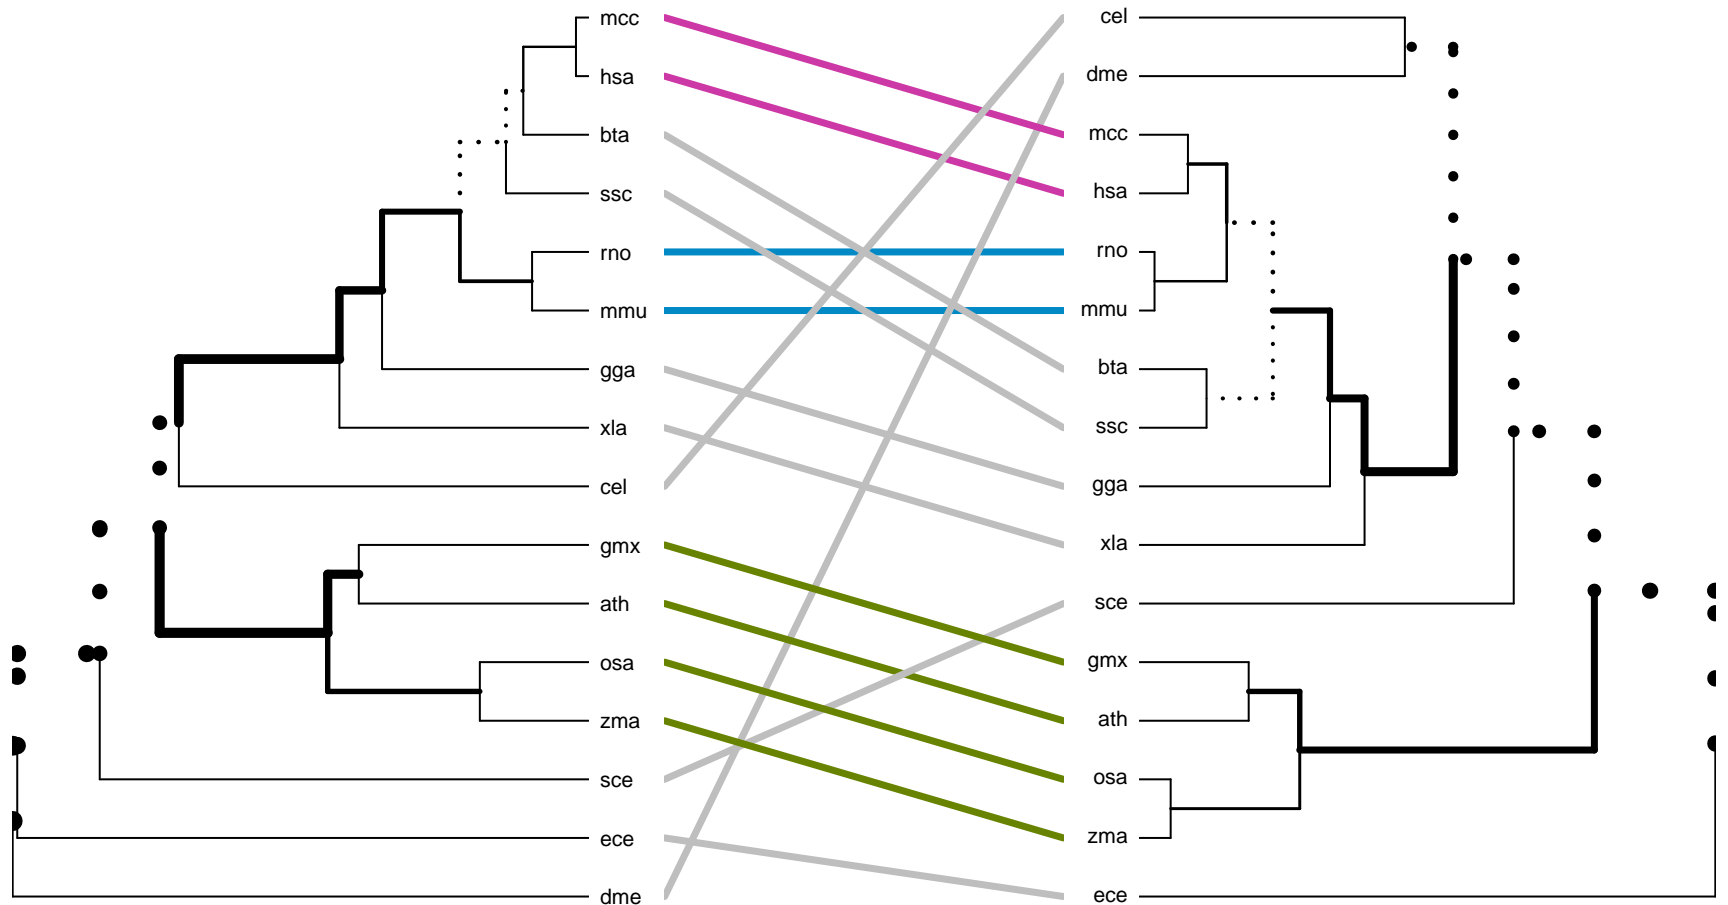 mcc
hsa
bta
ssc
rno
mmu
gga
xla
cel
gmx
ath
osa
zma
sce
ece
dme
cel
dme
mcc
hsa
rno
mmu
bta
ssc
gga
xla
sce
gmx
ath
osa
zma
ece